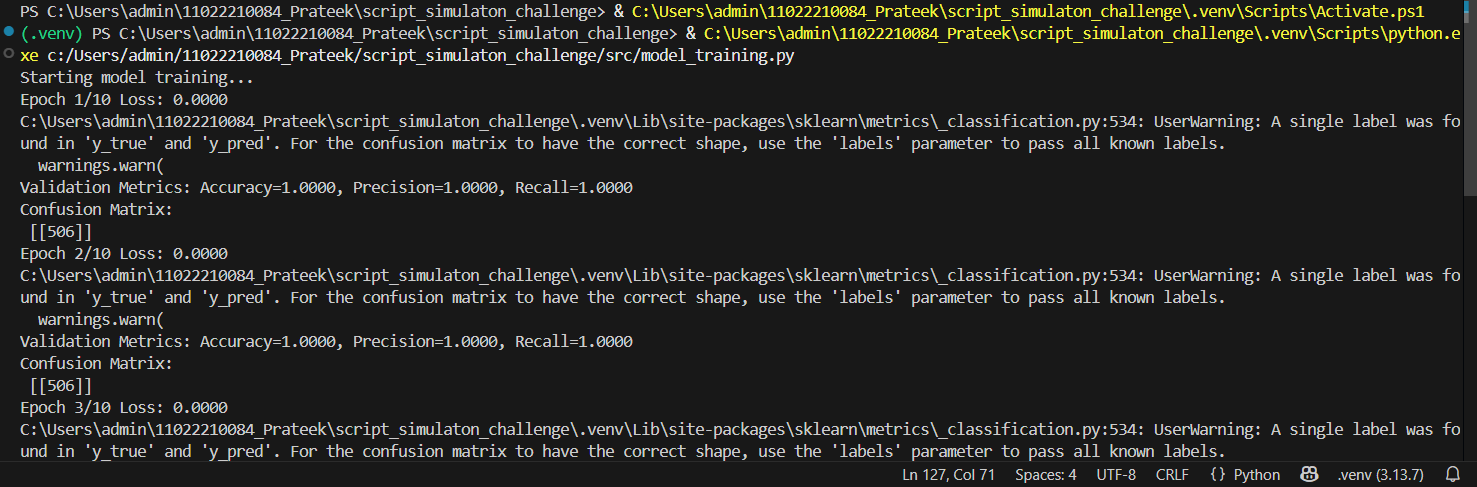 PS C:\Users\admin\11022210084_Prateek\script_simulaton_challenge> & C:\Users\admin\11022210084_Prateek\script_simulaton_challenge\.venv\Scripts\Activate.ps1
(.venv) PS C:\Users\admin\11022210084_Prateek\script_simulaton_challenge> & C:\Users\admin\11022210084_Prateek\script_simulaton_challenge\.venv\Scripts\python.e
xe c:/Users/admin/11022210084_Prateek/script_simulaton_challenge/src/model_training.py
Starting model training...
Epoch 1/10 Loss: 0.0000
C:\Users\admin\11022210084_Prateek\script_simulaton_challenge\.venv\Lib\site-packages\sklearn\metrics\_classification.py:534: UserWarning: A single label was fo
und in 'y_true' and 'y_pred'. For the confusion matrix to have the correct shape, use the 'labels' parameter to pass all known labels.
  warnings.warn(
Validation Metrics: Accuracy=1.0000, Precision=1.0000, Recall=1.0000
Confusion Matrix:
 [[506]]
Epoch 2/10 Loss: 0.0000
C:\Users\admin\11022210084_Prateek\script_simulaton_challenge\.venv\Lib\site-packages\sklearn\metrics\_classification.py:534: UserWarning: A single label was fo
und in 'y_true' and 'y_pred'. For the confusion matrix to have the correct shape, use the 'labels' parameter to pass all known labels.
  warnings.warn(
Validation Metrics: Accuracy=1.0000, Precision=1.0000, Recall=1.0000
Confusion Matrix:
 [[506]]
Epoch 3/10 Loss: 0.0000
C:\Users\admin\11022210084_Prateek\script_simulaton_challenge\.venv\Lib\site-packages\sklearn\metrics\_classification.py:534: UserWarning: A single label was fo
und in 'y_true' and 'y_pred'. For the confusion matrix to have the correct shape, use the 'labels' parameter to pass all known labels.
Ln 127, Col 71 Spaces: 4 UTF-8 CRLF {} Python .venv (3.13.7)